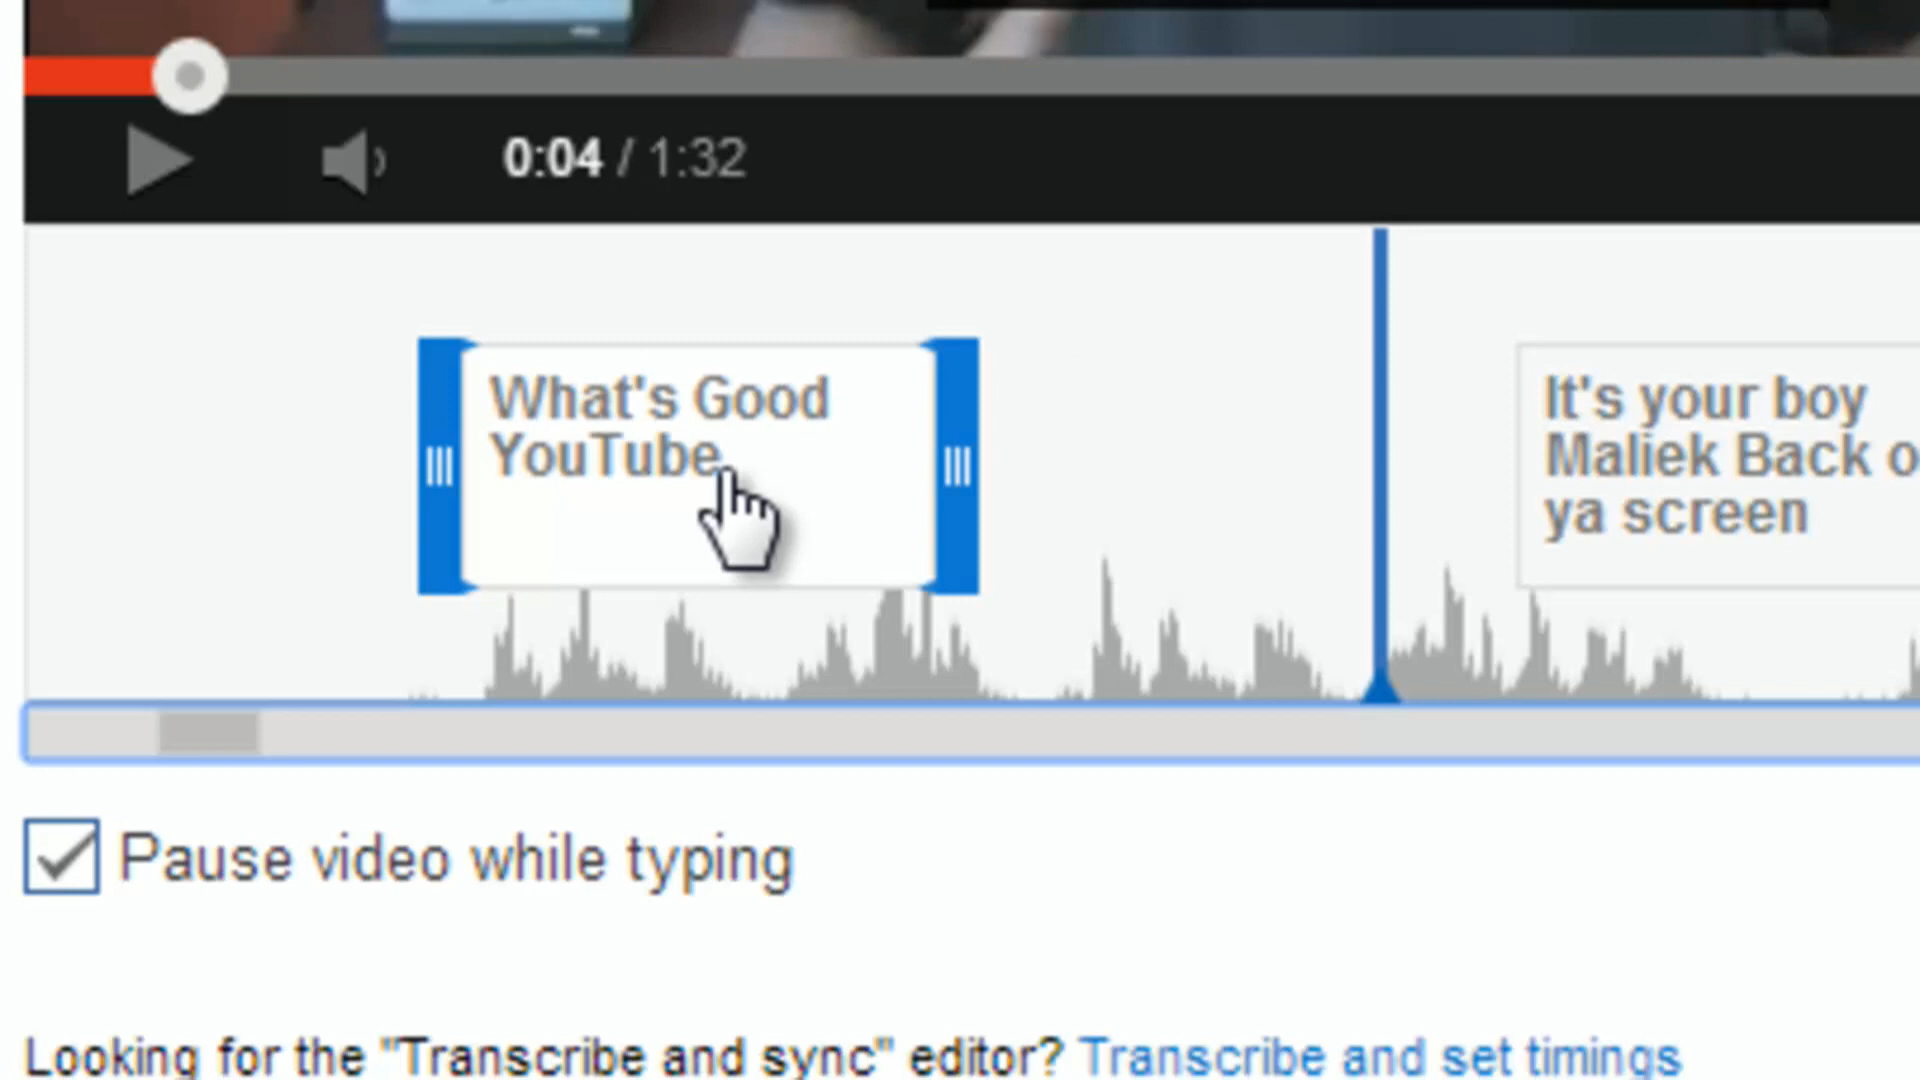 0:04 / 1:32
What's Good
YouTube
It's your boy
Maliek Back
ya screen
Pause video while typing
Looking for the "Transcribe and sync" editor? Transcribe and set timings